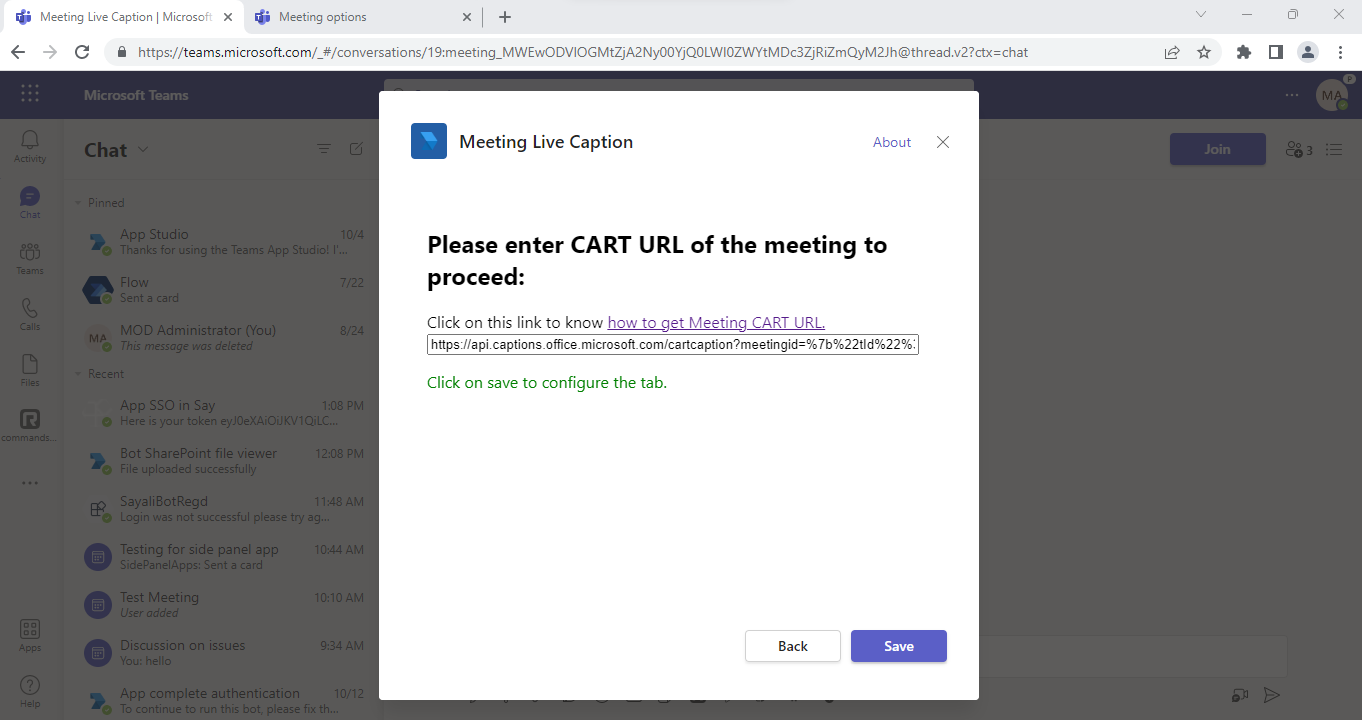 Meeting Live Caption | Microsoft
Meeting options
https://teams.microsoft.com/_#/conversations/19:meeting_MWEwODVlOGMtZjA2Ny00YjQ0LWI0ZWYtMDc3ZjRiZmQyM2Jh@thread.v2?ctx=chat
Microsoft Teams
MA
P
Activity
Chat
Teams
Calls
Files
commands...
Apps
Help
Chat
Pinned
App Studio 10/4
Thanks for using the Teams App Studio! I'...
Flow 7/22
Sent a card
MA
MOD Administrator (You) 8/24
This message was deleted
Recent
App SSO in Say 1:08 PM
Here is your token eyJ0eXAiOiJKV1QiLC...
Bot SharePoint file viewer 12:08 PM
File uploaded successfully
SayaliBotRegd 11:48 AM
Login was not successful please try ag...
Testing for side panel app 10:44 AM
SidePanelApps: Sent a card
Test Meeting 10:10 AM
User added
Discussion on issues 9:34 AM
You: hello
App complete authentication 10/12
To continue to run this bot, please fix th...
Join
3
Meeting Live Caption
About
Please enter CART URL of the meeting to
proceed:
Click on this link to know how to get Meeting CART URL.
https://api.captions.office.microsoft.com/cartcaption?meetingid=%7b%22tId%22%
Click on save to configure the tab.
Back
Save